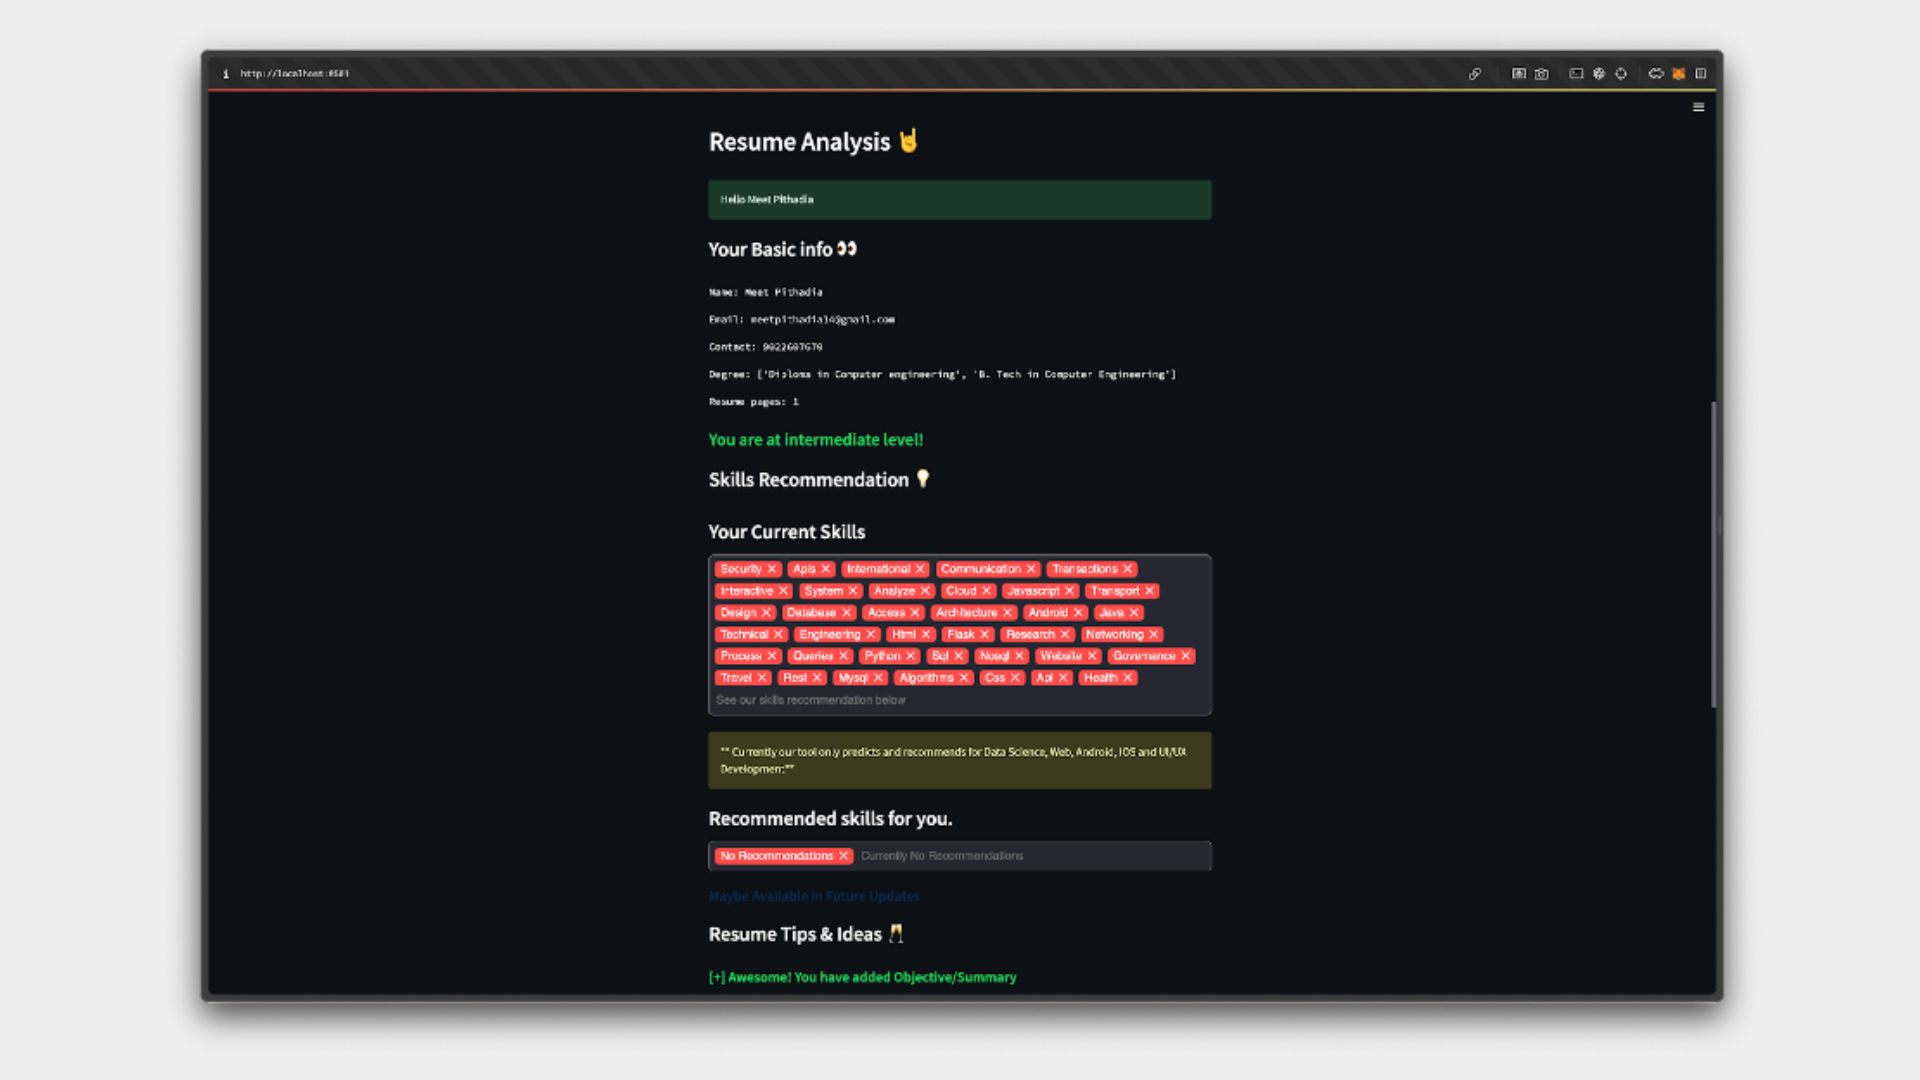 http://localhost:8501
Resume Analysis 🤘
Hello Meet Pithadia
Your Basic info 👀
Name: Meet Pithadia
Email: meetpithadia14@gmail.com
Contact:
Degree: ['Diploma in Computer engineering', 'B. Tech in Computer Engineering']
Resume pages: 1
You are at intermediate level!
Skills Recommendation 💡
Your Current Skills
Security Apis International Communication Transactions
Interactive System Analyze Cloud Javascript Transport
Design Database Access Architecture Android Java
Technical Engineering Html Flask Research Networking
Process Queries Python Sql Nosql Website Governance
Travel Rest Mysql Algorithms Css Api Health
See our skills recommendation below
** Currently our tool only predicts and recommends for Data Science, Web, Android, IOS and UI/UX
Development**
Recommended skills for you.
No Recommendations Currently No Recommendations
Maybe Available in Future Updates
Resume Tips & Ideas 🥂
[+] Awesome! You have added Objective/Summary